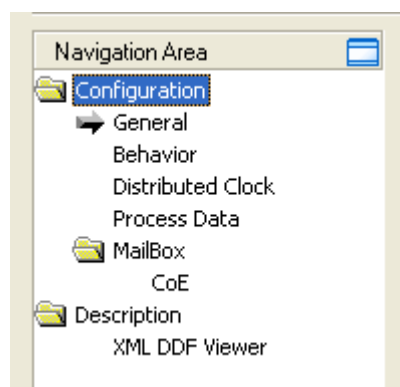 Navigation Area
Configuration
General
Behavior
Distributed Clock
Process Data
MailBox
CoE
Description
XML DDF Viewer